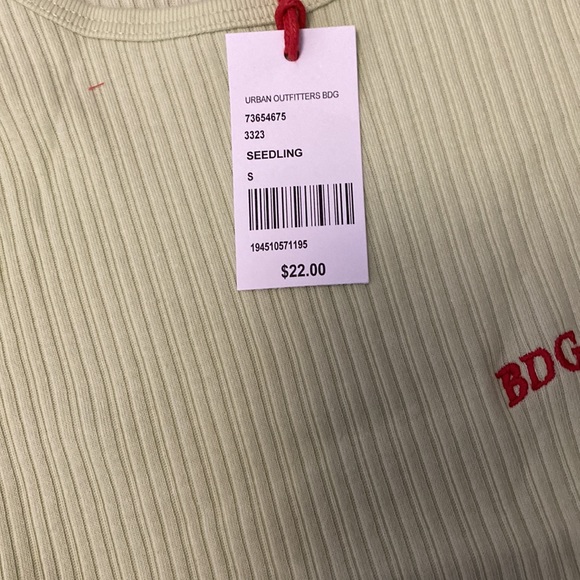 URBAN OUTFITTERS BDG
73654675
3323
SEEDLING
S
194510571195
$22.00
BDG